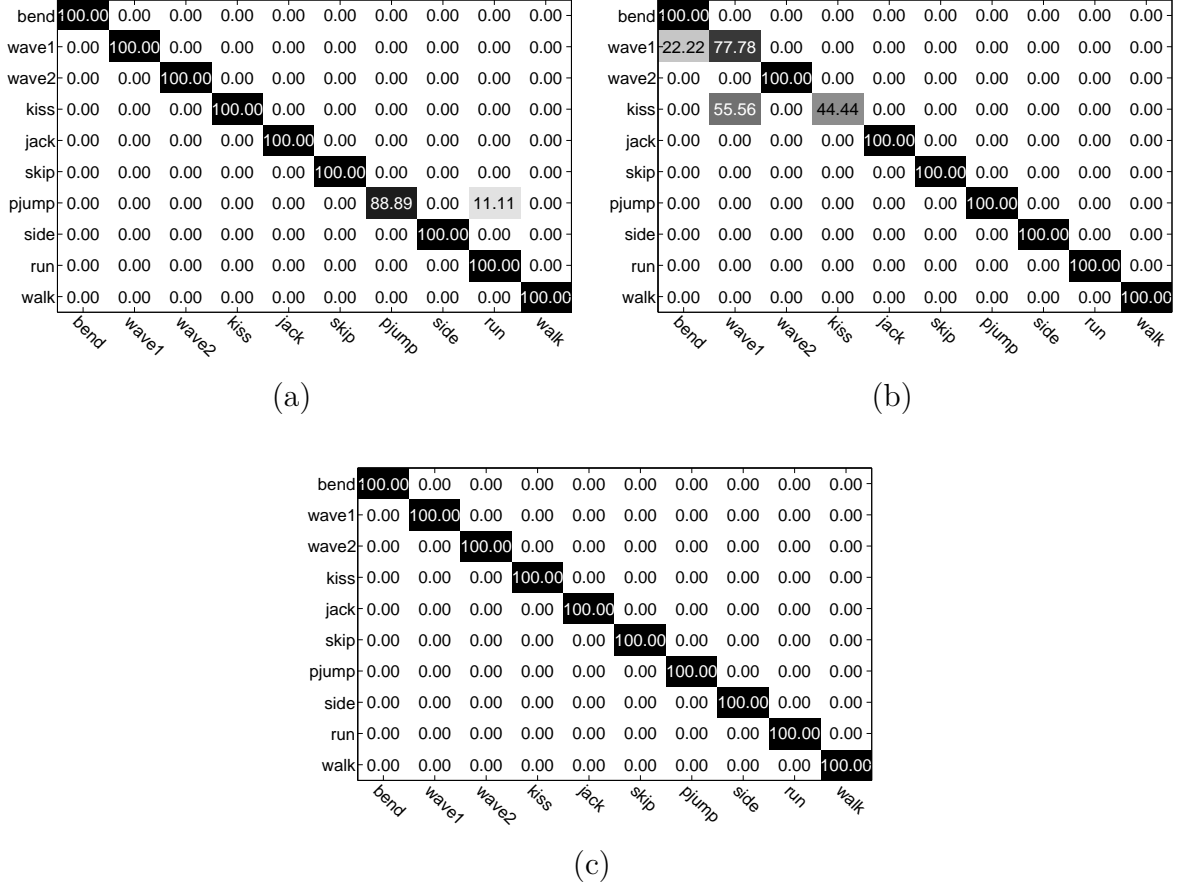 bend 100.00 0.00 0.00 0.00 0.00 0.00 0.00 0.00 0.00 0.00
wave1 0.00 100.00 0.00 0.00 0.00 0.00 0.00 0.00 0.00 0.00
wave2 0.00 0.00 100.00 0.00 0.00 0.00 0.00 0.00 0.00 0.00
kiss 0.00 0.00 0.00 100.00 0.00 0.00 0.00 0.00 0.00 0.00
jack 0.00 0.00 0.00 0.00 100.00 0.00 0.00 0.00 0.00 0.00
skip 0.00 0.00 0.00 0.00 0.00 100.00 0.00 0.00 0.00 0.00
pjump 0.00 0.00 0.00 0.00 0.00 0.00 88.89 0.00 11.11 0.00
side 0.00 0.00 0.00 0.00 0.00 0.00 0.00 100.00 0.00 0.00
run 0.00 0.00 0.00 0.00 0.00 0.00 0.00 0.00 100.00 0.00
walk 0.00 0.00 0.00 0.00 0.00 0.00 0.00 0.00 0.00 100.00
bend wave1 wave2 kiss jack skip pjump side run walk
(a)
bend 100.00 0.00 0.00 0.00 0.00 0.00 0.00 0.00 0.00 0.00
wave1 22.22 77.78 0.00 0.00 0.00 0.00 0.00 0.00 0.00 0.00
wave2 0.00 0.00 100.00 0.00 0.00 0.00 0.00 0.00 0.00 0.00
kiss 0.00 55.56 0.00 44.44 0.00 0.00 0.00 0.00 0.00 0.00
jack 0.00 0.00 0.00 0.00 100.00 0.00 0.00 0.00 0.00 0.00
skip 0.00 0.00 0.00 0.00 0.00 100.00 0.00 0.00 0.00 0.00
pjump 0.00 0.00 0.00 0.00 0.00 0.00 100.00 0.00 0.00 0.00
side 0.00 0.00 0.00 0.00 0.00 0.00 0.00 100.00 0.00 0.00
run 0.00 0.00 0.00 0.00 0.00 0.00 0.00 0.00 100.00 0.00
walk 0.00 0.00 0.00 0.00 0.00 0.00 0.00 0.00 0.00 100.00
bend wave1 wave2 kiss jack skip pjump side run walk
(b)
bend 100.00 0.00 0.00 0.00 0.00 0.00 0.00 0.00 0.00 0.00
wave1 0.00 100.00 0.00 0.00 0.00 0.00 0.00 0.00 0.00 0.00
wave2 0.00 0.00 100.00 0.00 0.00 0.00 0.00 0.00 0.00 0.00
kiss 0.00 0.00 0.00 100.00 0.00 0.00 0.00 0.00 0.00 0.00
jack 0.00 0.00 0.00 0.00 100.00 0.00 0.00 0.00 0.00 0.00
skip 0.00 0.00 0.00 0.00 0.00 100.00 0.00 0.00 0.00 0.00
pjump 0.00 0.00 0.00 0.00 0.00 0.00 100.00 0.00 0.00 0.00
side 0.00 0.00 0.00 0.00 0.00 0.00 0.00 100.00 0.00 0.00
run 0.00 0.00 0.00 0.00 0.00 0.00 0.00 0.00 100.00 0.00
walk 0.00 0.00 0.00 0.00 0.00 0.00 0.00 0.00 0.00 100.00
bend wave1 wave2 kiss jack skip pjump side run walk
(c)